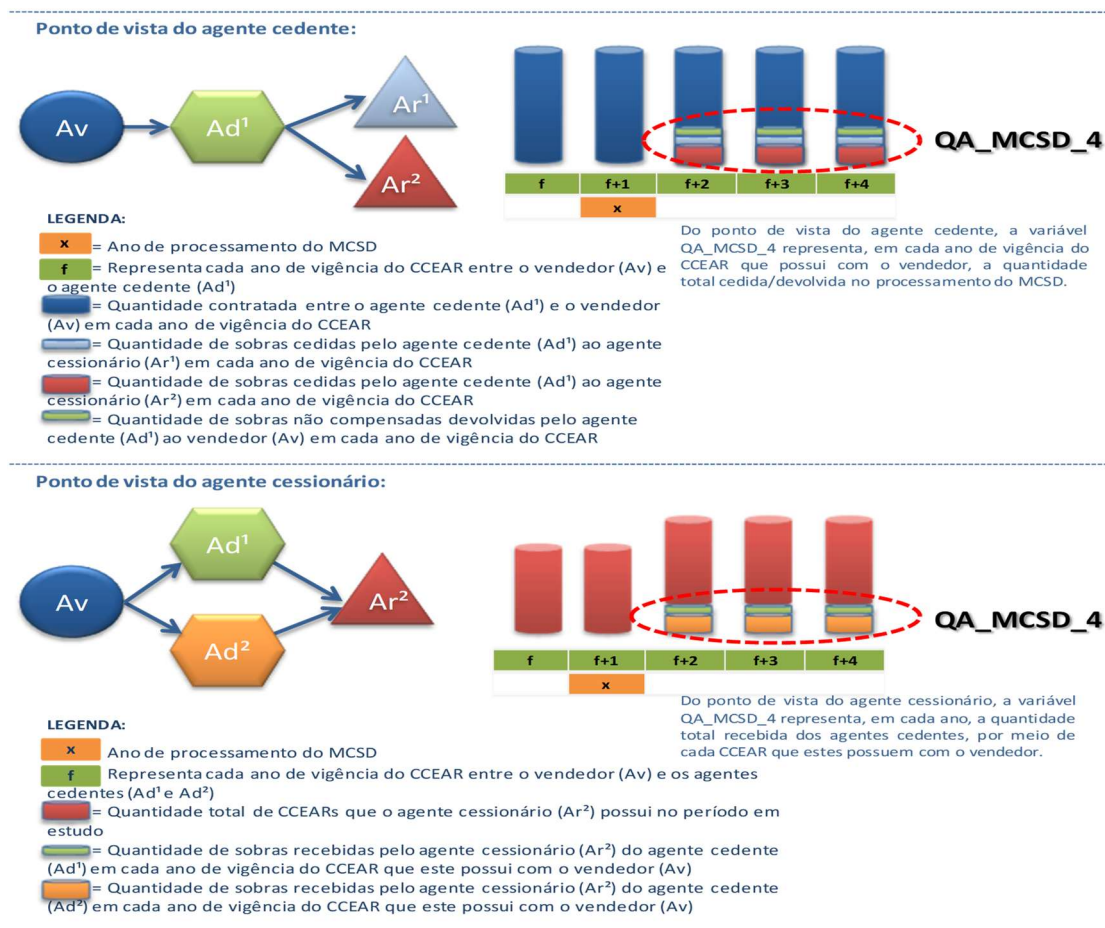 Ponto de vista do agente cedente:
Av
Ad¹
Ar¹
Ar²
QA_MCSD_4
f f+1 f+2 f+3 f+4
x
LEGENDA:
x = Ano de processamento do MCSD
f = Representa cada ano de vigência do CCEAR entre o vendedor (Av) e
o agente cedente (Ad¹)
= Quantidade contratada entre o agente cedente (Ad¹) e o vendedor
(Av) em cada ano de vigência do CCEAR
= Quantidade de sobras cedidas pelo agente cedente (Ad¹) ao agente
cessionário (Ar¹) em cada ano de vigência do CCEAR
= Quantidade de sobras cedidas pelo agente cedente (Ad¹) ao agente
cessionário (Ar²) em cada ano de vigência do CCEAR
= Quantidade de sobras não compensadas devolvidas pelo agente
cedente (Ad¹) ao vendedor (Av) em cada ano de vigência do CCEAR
Do ponto de vista do agente cedente, a variável
QA_MCSD_4 representa, em cada ano de vigência do
CCEAR que possui com o vendedor, a quantidade
total cedida/devolvida no processamento do MCSD.
Ponto de vista do agente cessionário:
Av
Ad¹
Ad²
Ar²
QA_MCSD_4
f f+1 f+2 f+3 f+4
x
LEGENDA:
x Ano de processamento do MCSD
f Representa cada ano de vigência do CCEAR entre o vendedor (Av) e os agentes
cedentes (Ad¹ e Ad²)
= Quantidade total de CCEARs que o agente cessionário (Ar²) possui no período em
estudo
= Quantidade de sobras recebidas pelo agente cessionário (Ar²) do agente cedente
(Ad¹) em cada ano de vigência do CCEAR que este possui com o vendedor (Av)
= Quantidade de sobras recebidas pelo agente cessionário (Ar²) do agente cedente
(Ad²) em cada ano de vigência do CCEAR que este possui com o vendedor (Av)
Do ponto de vista do agente cessionário, a variável
QA_MCSD_4 representa, em cada ano, a quantidade
total recebida dos agentes cedentes, por meio de
cada CCEAR que estes possuem com o vendedor.